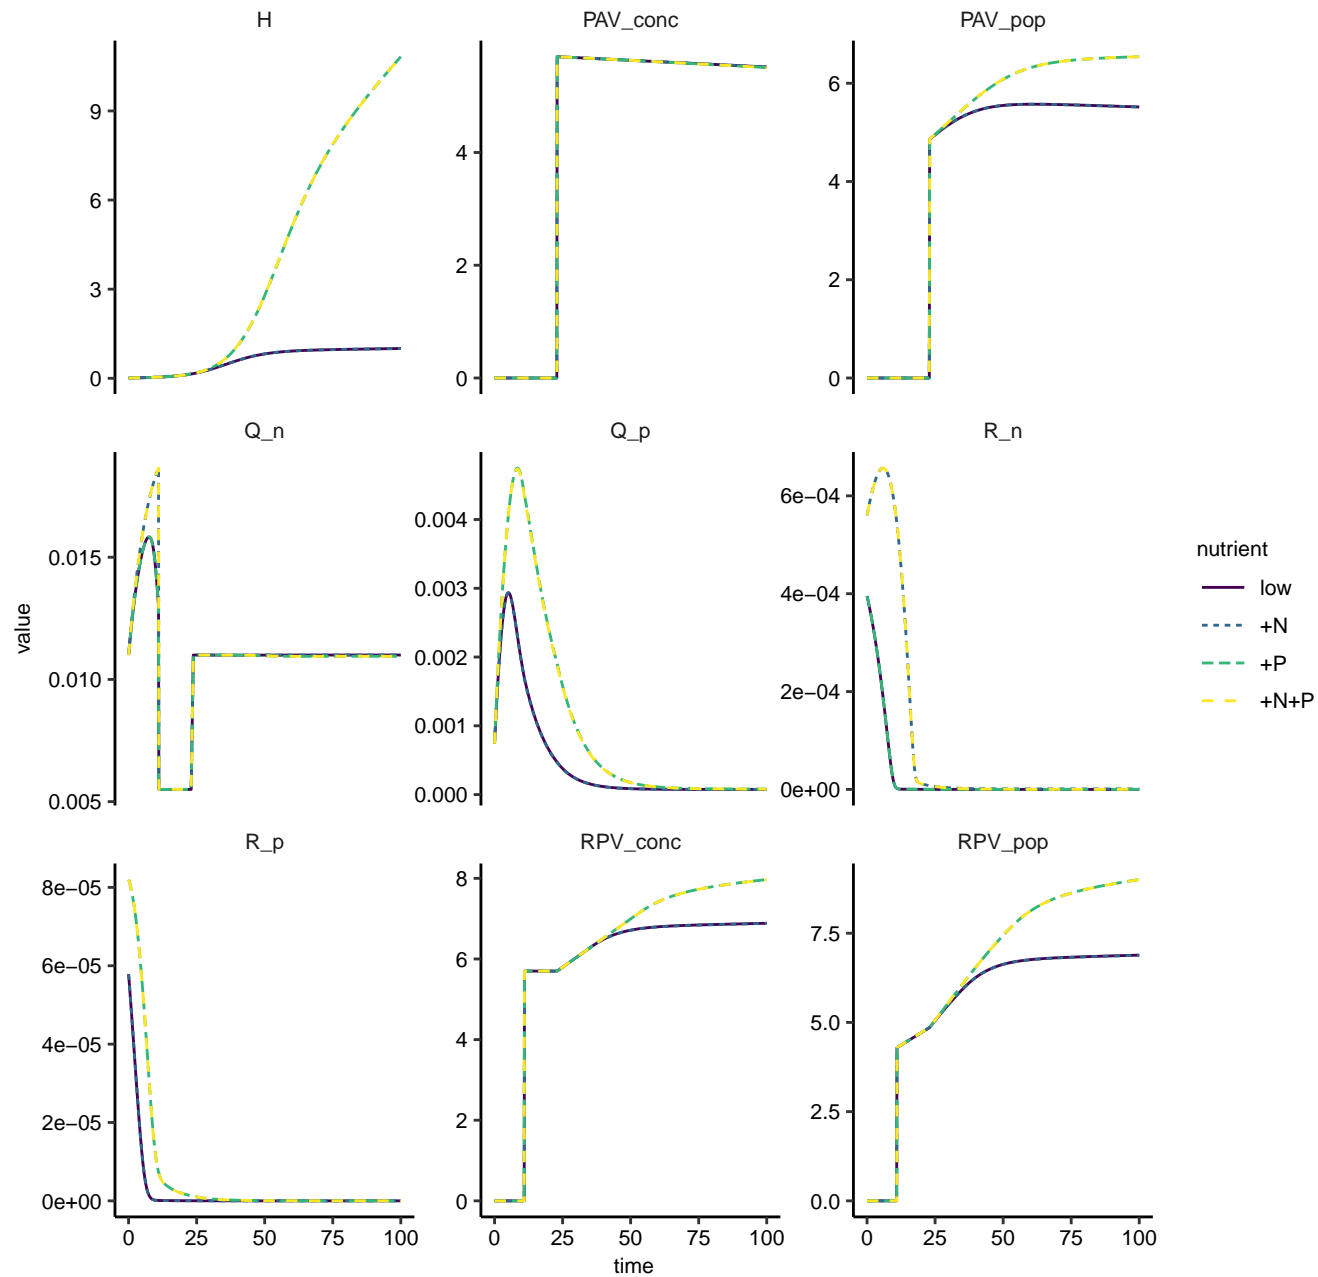 H
PAV_conc
PAV_pop
9
6
3
0
4
2
0
6
4
2
0
Q_n
Q_p
R_n
0.015
0.010
0.005
0.004
0.003
0.002
0.001
0.000
6e−04
4e−04
2e−04
0e+00
R_p
RPV_conc
RPV_pop
8e−05
6e−05
4e−05
2e−05
0e+00
8
6
4
2
0
7.5
5.0
2.5
0.0
0 25 50 75 100
0 25 50 75 100
0 25 50 75 100
time
value
nutrient
low
+N
+P
+N+P